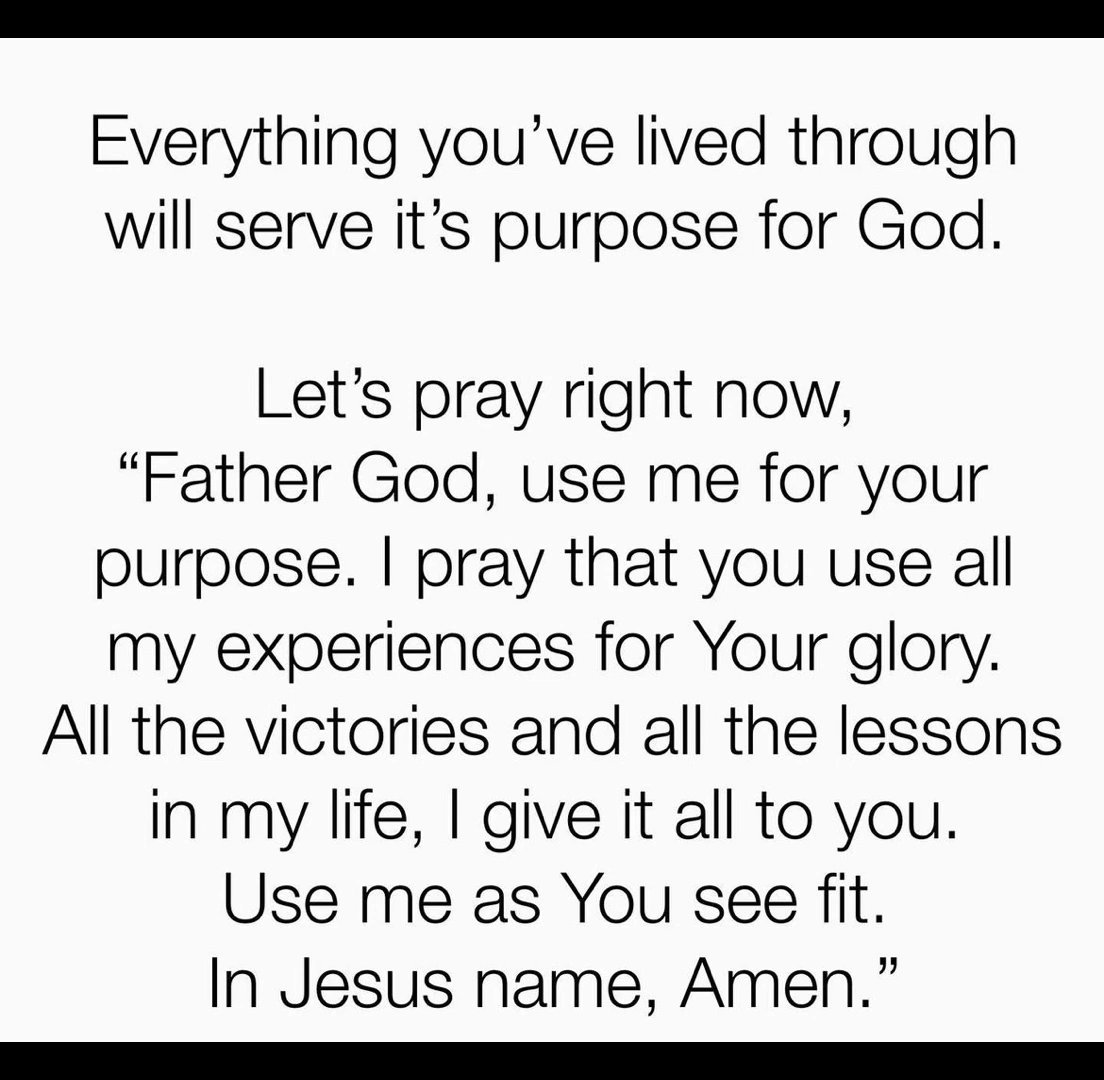 Everything you’ve lived through
will serve it’s purpose for God.
Let’s pray right now,
“Father God, use me for your
purpose. I pray that you use all
my experiences for Your glory.
All the victories and all the lessons
in my life, I give it all to you.
Use me as You see fit.
In Jesus name, Amen.”